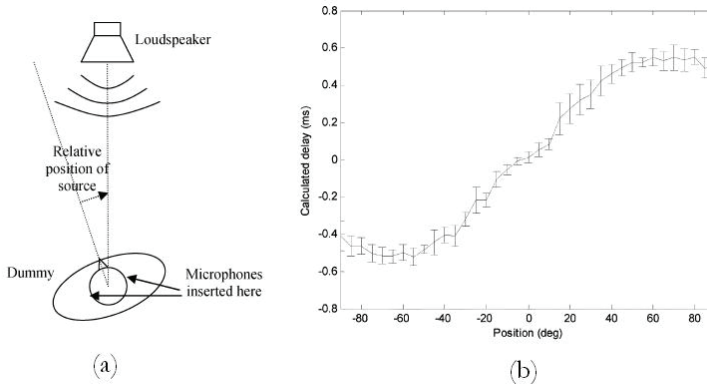 Loudspeaker
Relative
position of
source
Dummy
Microphones
inserted here
(a)
0.8
0.6
0.4
0.2
0
-0.2
-0.4
-0.6
-0.8
Calculated delay (ms)
-80 -60 -40 -20 0 20 40 60 80
Position (deg)
(b)